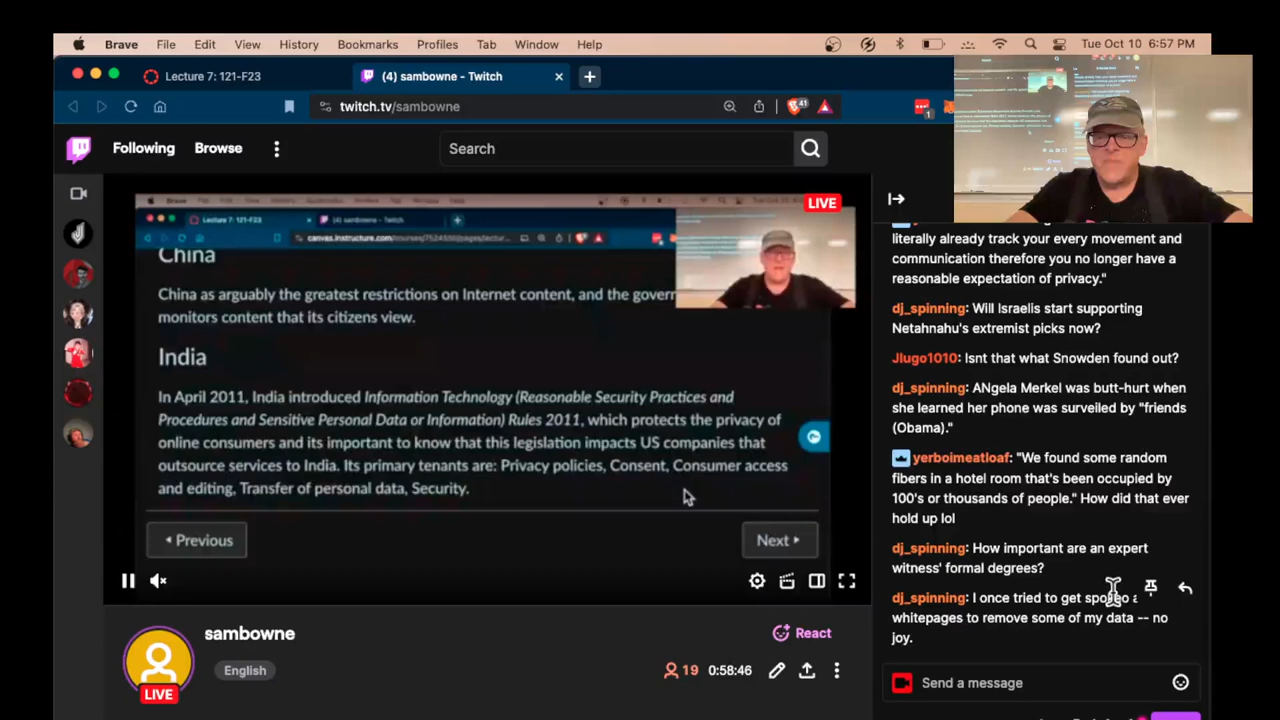 Brave File Edit View History Bookmarks Profiles Tab Window Help Tue Oct 10 6:57 PM
Lecture 7: 121-F23
(4) sambowne - Twitch
twitch.tv/sambowne
41
1
Following Browse
Search
LIVE
Lecture 7: 121-F23
(4) sambowne - Twitch
China
China as arguably the greatest restrictions on Internet content, and the
monitors content that its citizens view.
India
In April 2011, India introduced Information Technology (Reasonable Security Practices and
Procedures and Sensitive Personal Data or Information) Rules 2011, which protects the privacy of
online consumers and its important to know that this legislation impacts US companies that
outsource services to India. Its primary tenants are: Privacy policies, Consent, Consumer access
and editing, Transfer of personal data, Security.
Previous
Next
sambowne
English
LIVE
React
19 0:58:46
literally already track your every movement and
communication therefore you no longer have a
reasonable expectation of privacy."
dj_spinning: Will Israelis start supporting
Netahnahu's extremist picks now?
Jlugo1010: Isnt that what Snowden found out?
dj_spinning: ANgela Merkel was butt-hurt when
she learned her phone was surveiled by "friends
(Obama)."
yerboimeatloaf: "We found some random
fibers in a hotel room that's been occupied by
100's or thousands of people." How did that ever
hold up lol
dj_spinning: How important are an expert
witness' formal degrees?
dj_spinning: I once tried to get
whitepages to remove some of my data -- no
joy.
Send a message